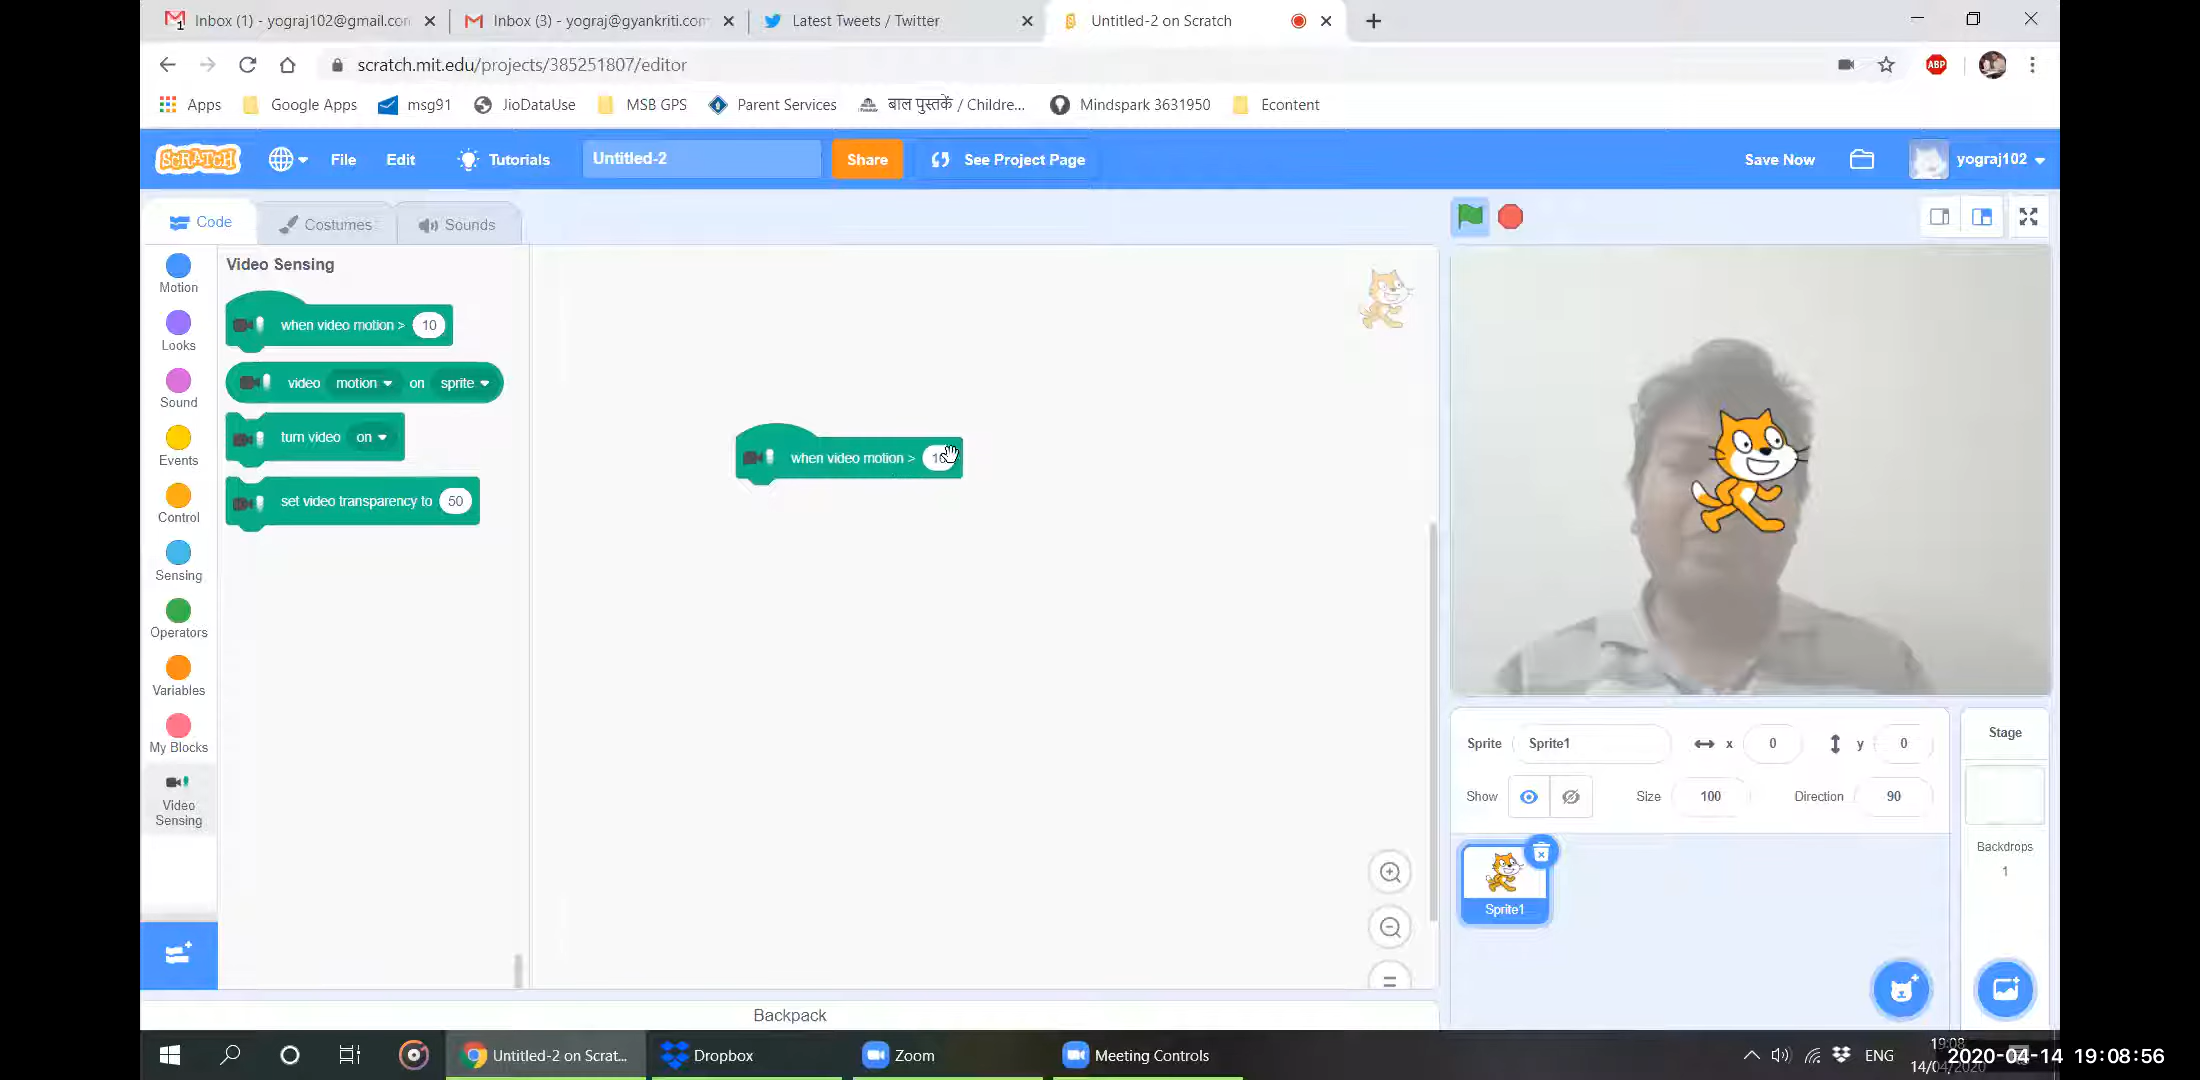 Inbox (1) - yograj102@gmail.com
Inbox (3) - yograj@gyankriti.com
Latest Tweets / Twitter
Untitled-2 on Scratch
scratch.mit.edu/projects/385251807/editor
ABP
Apps
Google Apps
msg91
JioDataUse
MSB GPS
Parent Services
बाल पुस्तकें / Childre...
Mindspark 3631950
Econtent
SCRATCH
File
Edit
Tutorials
Untitled-2
Share
See Project Page
Save Now
yograj102
Code
Costumes
Sounds
Motion
Looks
Sound
Events
Control
Sensing
Operators
Variables
My Blocks
Video
Sensing
Video Sensing
when video motion > 10
video motion on sprite
turn video on
set video transparency to 50
when video motion >
Sprite
Sprite1
x 0
y 0
Show
Size 100
Direction 90
Sprite1
Stage
Backdrops
1
Backpack
Untitled-2 on Scrat...
Dropbox
Zoom
Meeting Controls
ENG
19:08
2020-04-14 19:08:56